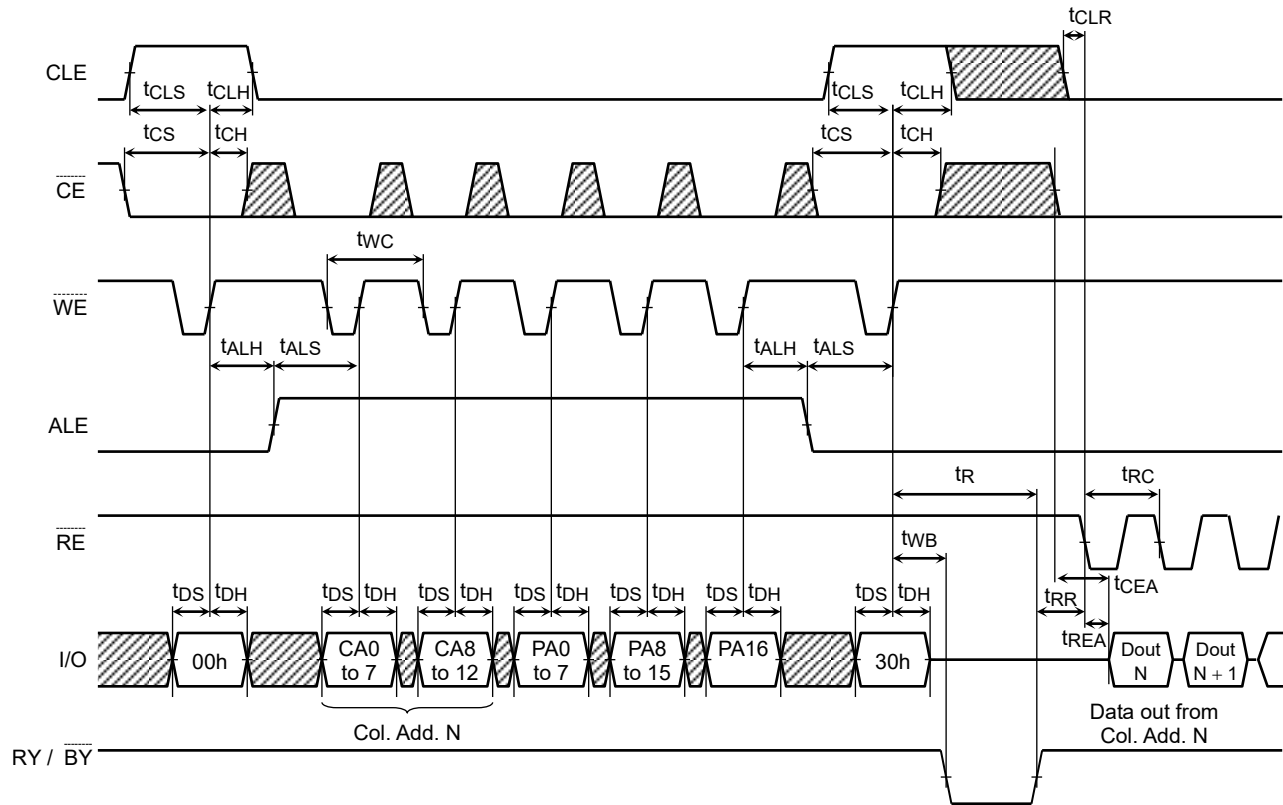 tCLR
CLE
tCLS tCLH tCLS tCLH
tCS tCH tCS tCH
CE
tWC
WE
tALH tALS tALH tALS
ALE
tR tRC
RE
tWB
tCEA
tDS tDH tDS tDH tDS tDH tDS tDH tDS tDH tDS tDH tDS tDH tRR
tREA
I/O 00h CA0 to 7 CA8 to 12 PA0 to 7 PA8 to 15 PA16 30h Dout N Dout N + 1
Col. Add. N
Data out from
Col. Add. N
RY / BY